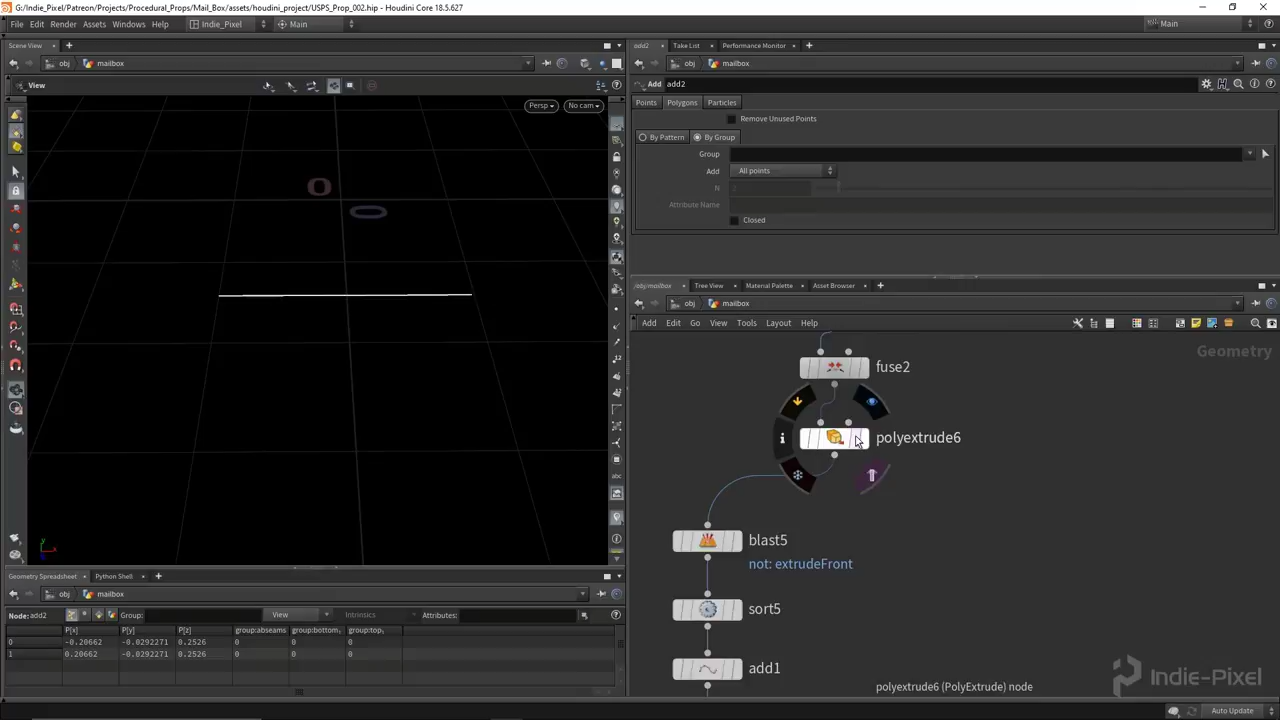 G:/Indie_Pixel/Patreon/Projects/Procedural_Props/Mail_Box/assets/houdini_project/USPS_Prop_002.hip - Houdini Core 18.5.627
File Edit Render Assets Windows Help Indie_Pixel Main Main
Scene View
obj mailbox
View
Persp No cam
add2 Take List Performance Monitor
obj mailbox
Add add2
Points Polygons Particles
Remove Unused Points
By Pattern By Group
Group
Add All points
N 1
Attribute Name
Closed
/obj/mailbox Tree View Material Palette Asset Browser
obj mailbox
Add Edit Go View Tools Layout Help
Geometry
fuse2
polyextrude6
blast5
not: extrudeFront
sort5
add1
polyextrude6 (PolyExtrude) node
Indie-Pixel
Geometry Spreadsheet Python Shell
obj mailbox
Node: add2 Group: View Intrinsics Attributes:
P[x] P[y] P[z] group:abseams group:bottom, group:top,
0 -0.20662 -0.0292271 0.2526 0 0 0
1 0.20662 -0.0292271 0.2526 0 0 0
Auto Update